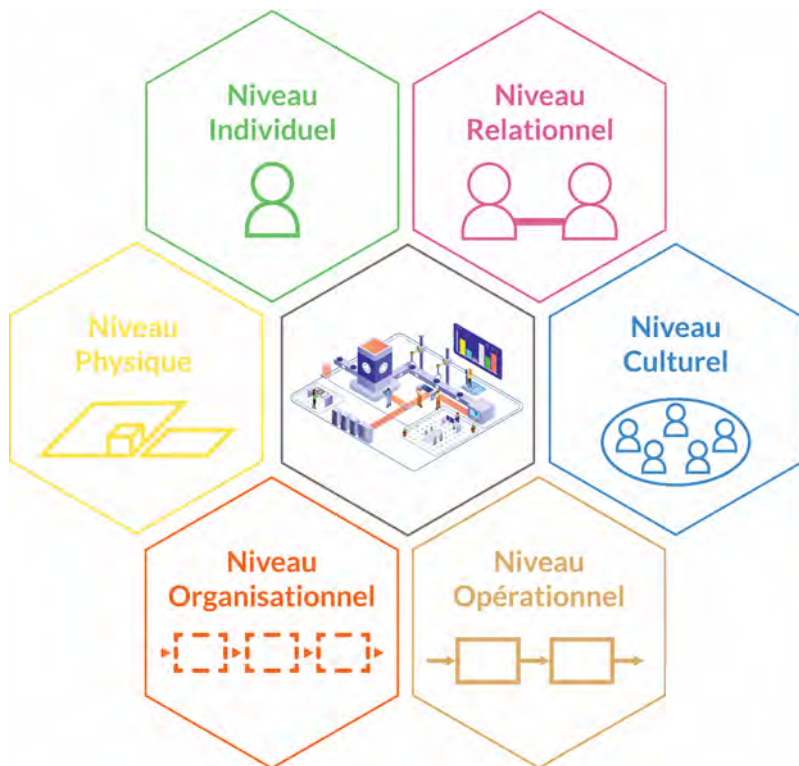 Niveau
Individuel
Niveau
Relationnel
Niveau
Physique
Niveau
Culturel
Niveau
Organisationnel
Niveau
Opérationnel